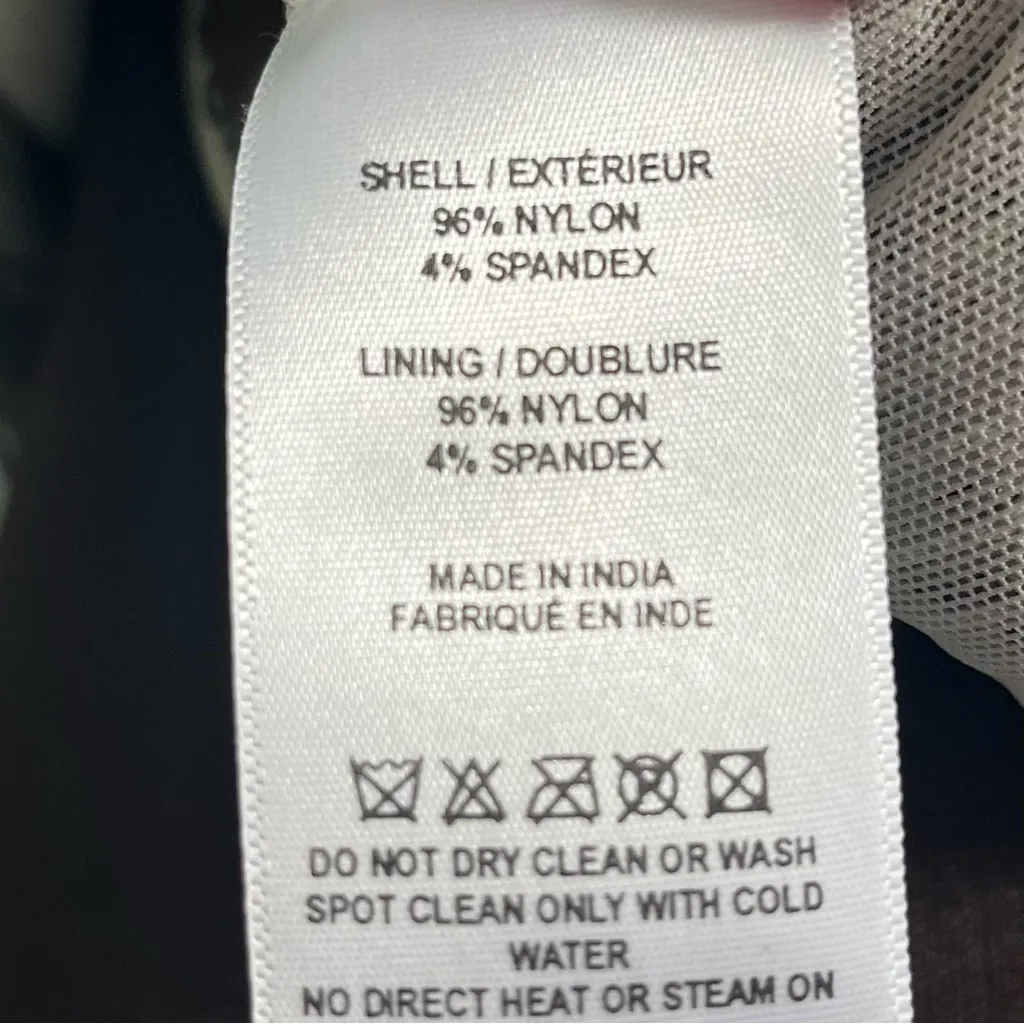 SHELL / EXTÉRIEUR
96% NYLON
4% SPANDEX
LINING / DOUBLURE
96% NYLON
4% SPANDEX
MADE IN INDIA
FABRIQUÉ EN INDE
DO NOT DRY CLEAN OR WASH
SPOT CLEAN ONLY WITH COLD
WATER
NO DIRECT HEAT OR STEAM ON